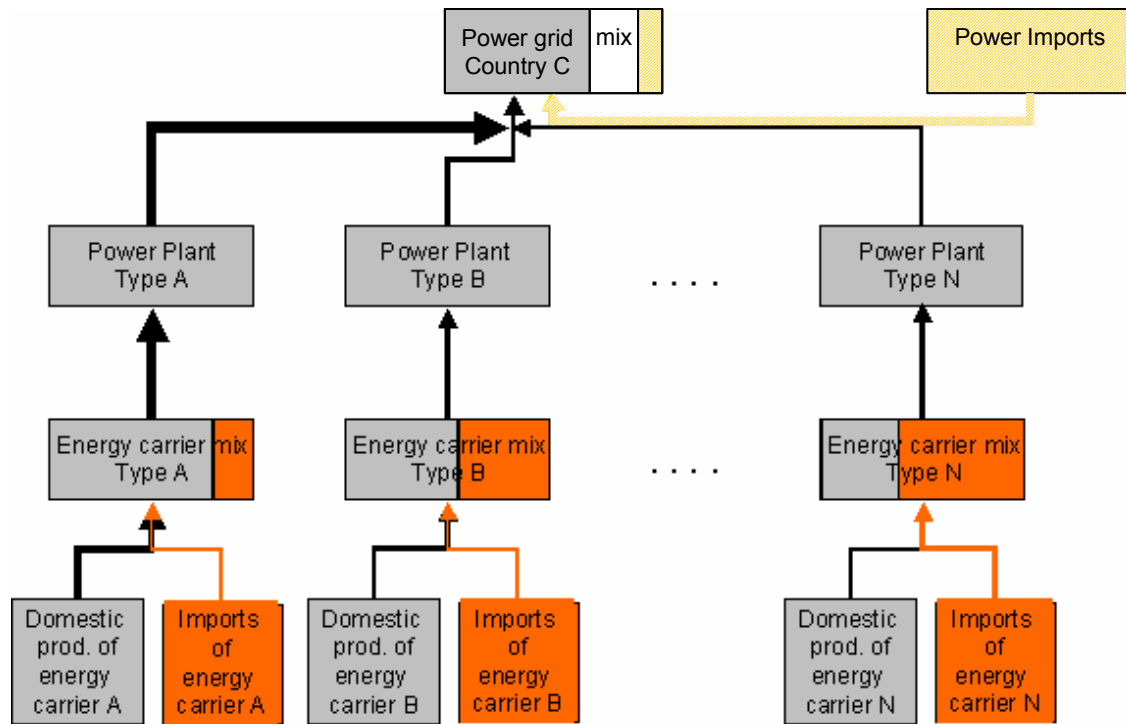 Power grid mix
Country C
Power Imports
Power Plant
Type A
Power Plant
Type B
. . . .
Power Plant
Type N
Energy carrier mix
Type A
Energy carrier mix
Type B
. . . .
Energy carrier mix
Type N
Domestic
prod. of
energy
carrier A
Imports
of
energy
carrier A
Domestic
prod. of
energy
carrier B
Imports
of
energy
carrier B
Domestic
prod. of
energy
carrier N
Imports
of
energy
carrier N